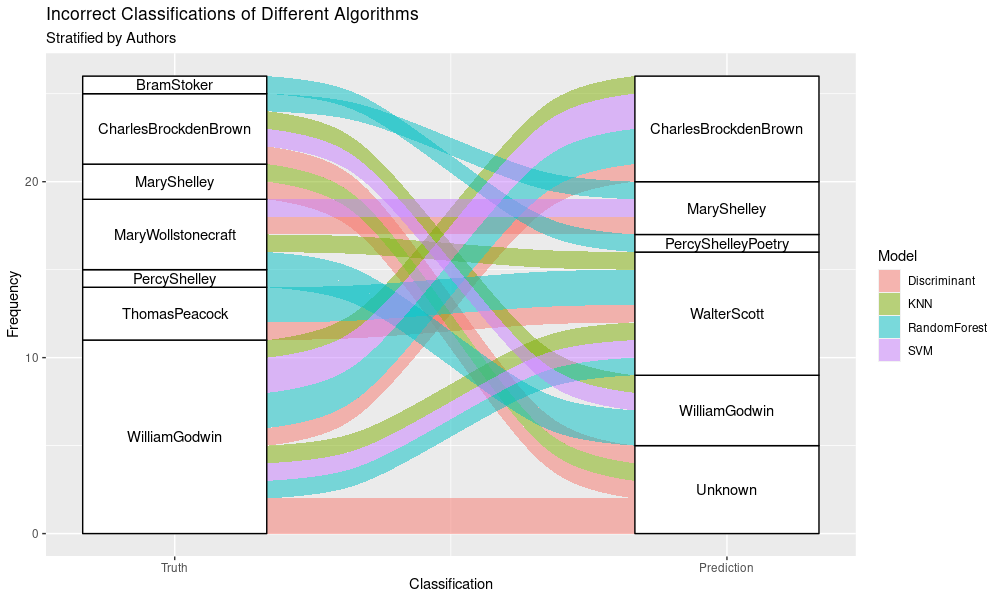 Incorrect Classifications of Different Algorithms
Stratified by Authors
Frequency
20
10
0
BramStoker
CharlesBrockdenBrown
MaryShelley
MaryWollstonecraft
PercyShelley
ThomasPeacock
WilliamGodwin
CharlesBrockdenBrown
MaryShelley
PercyShelleyPoetry
WalterScott
WilliamGodwin
Unknown
Truth
Prediction
Classification
Model
Discriminant
KNN
RandomForest
SVM